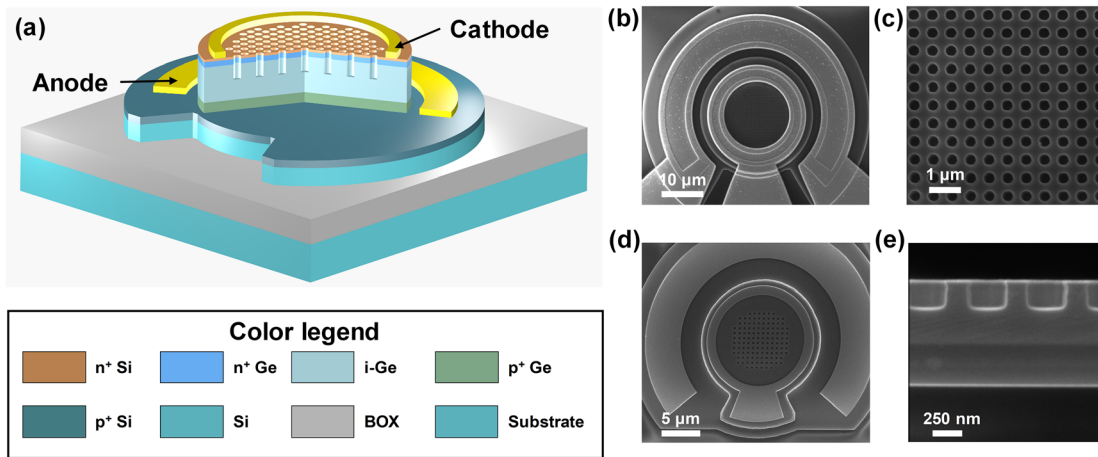 (a)
Cathode
Anode
(b)
10 μm
(c)
1 μm
(d)
5 μm
(e)
250 nm
Color legend
n⁺ Si
n⁺ Ge
i-Ge
p⁺ Ge
p⁺ Si
Si
BOX
Substrate